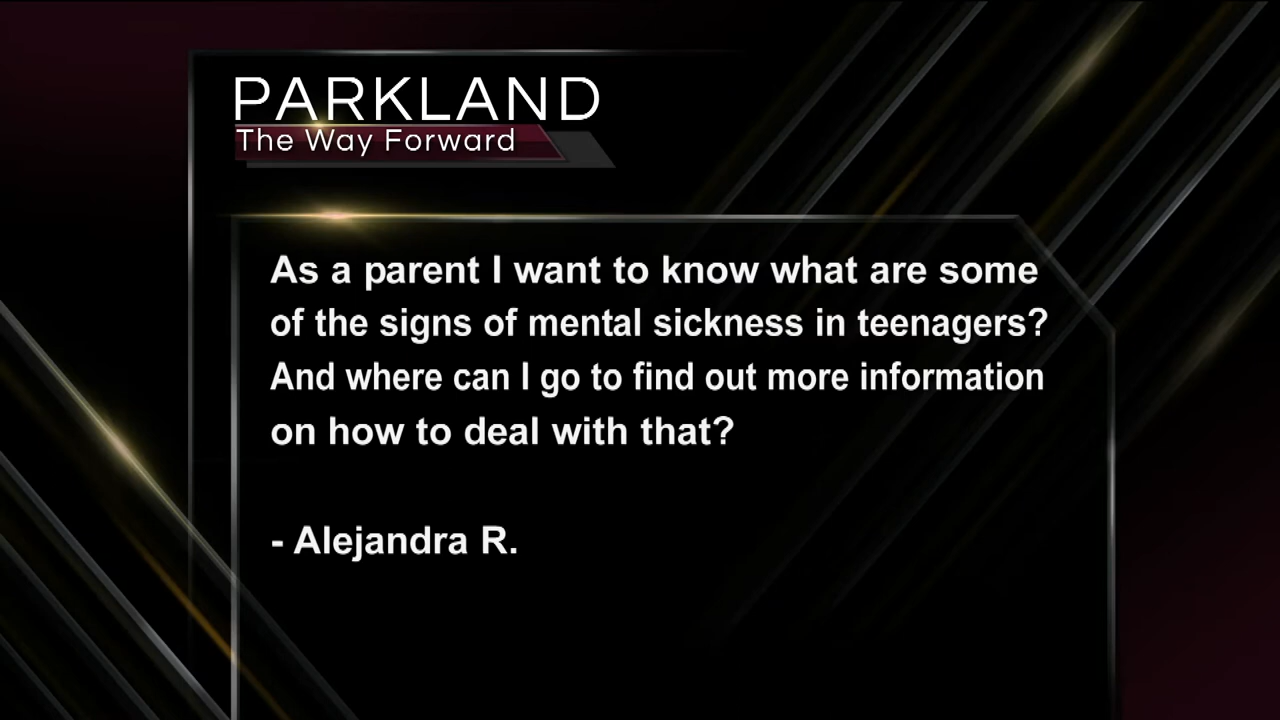 PARKLAND
The Way Forward
As a parent I want to know what are some
of the signs of mental sickness in teenagers?
And where can I go to find out more information
on how to deal with that?
- Alejandra R.